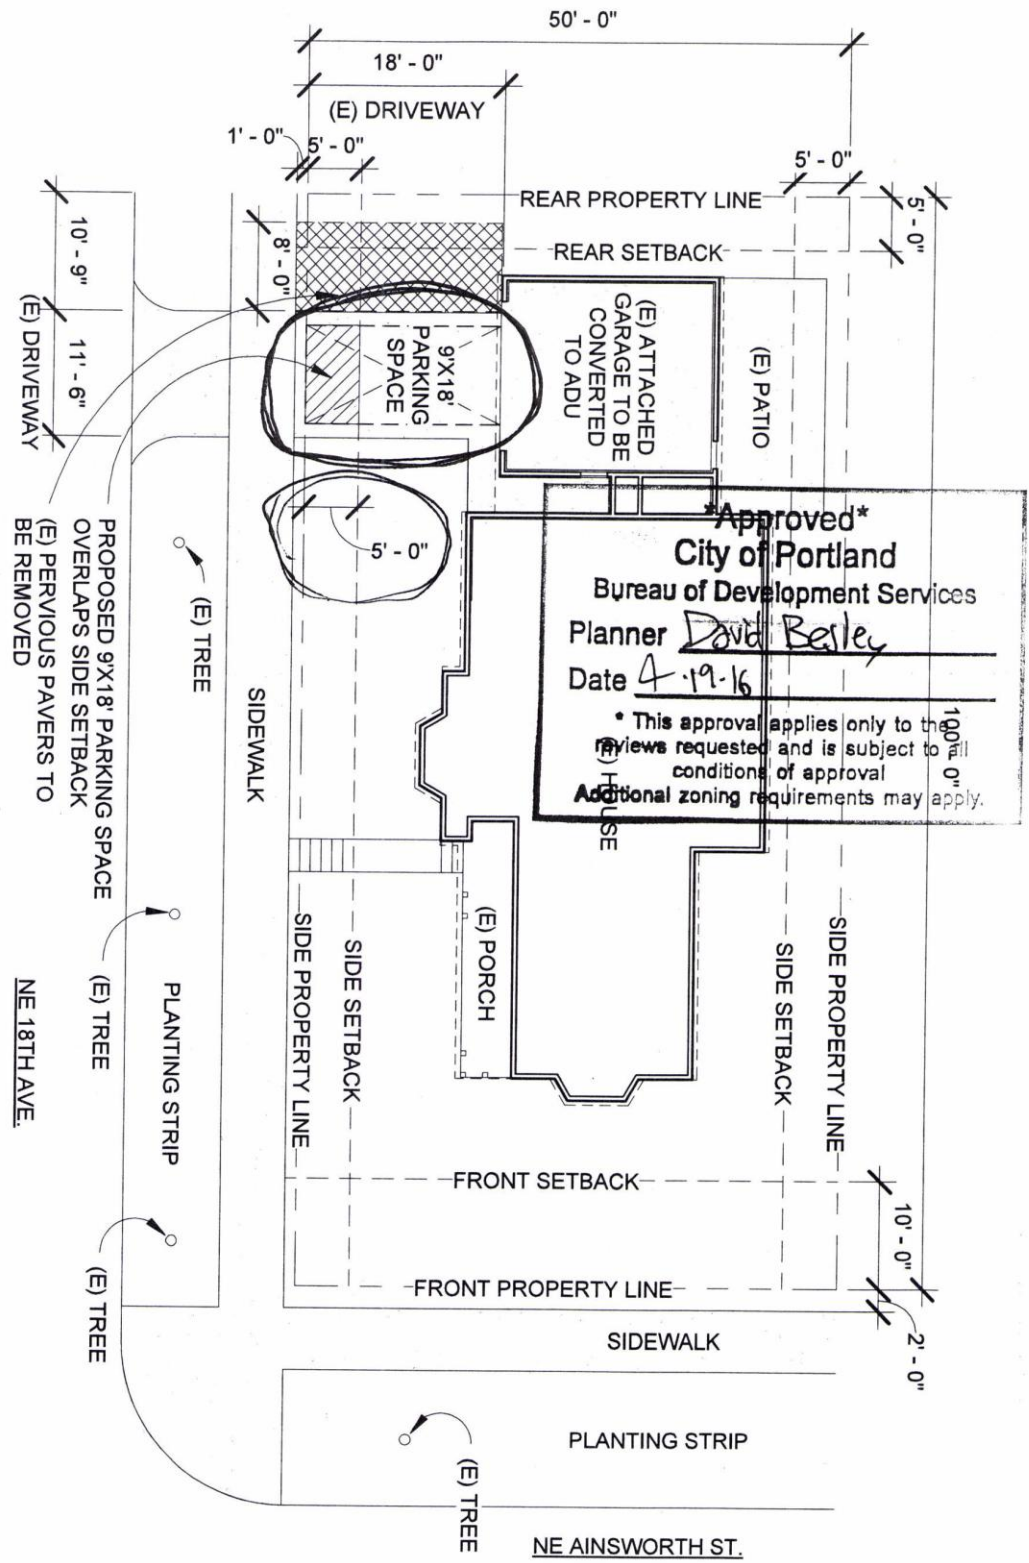 50' - 0"
18' - 0"
(E) DRIVEWAY
1' - 0"
5' - 0"
5' - 0"
5' - 0"
REAR PROPERTY LINE
REAR SETBACK
10' - 9"
8' - 0"
11' - 6"
(E) DRIVEWAY
9'X18'
PARKING
SPACE
(E) ATTACHED
GARAGE TO BE
CONVERTED
TO ADU
(E) PATIO
5' - 0"
PROPOSED 9'X18' PARKING SPACE
OVERLAPS SIDE SETBACK
(E) PERVIOUS PAVERS TO
BE REMOVED
(E) TREE
SIDEWALK
*Approved*
City of Portland
Bureau of Development Services
Planner David Besley
Date 4-19-16
* This approval applies only to the
reviews requested and is subject to all
conditions of approval
Additional zoning requirements may apply.
100' - 0"
(E) HOUSE
(E) PORCH
SIDE PROPERTY LINE
SIDE SETBACK
SIDE SETBACK
SIDE PROPERTY LINE
(E) TREE
PLANTING STRIP
NE 18TH AVE.
FRONT SETBACK
10' - 0"
FRONT PROPERTY LINE
2' - 0"
(E) TREE
SIDEWALK
PLANTING STRIP
(E) TREE
NE AINSWORTH ST.